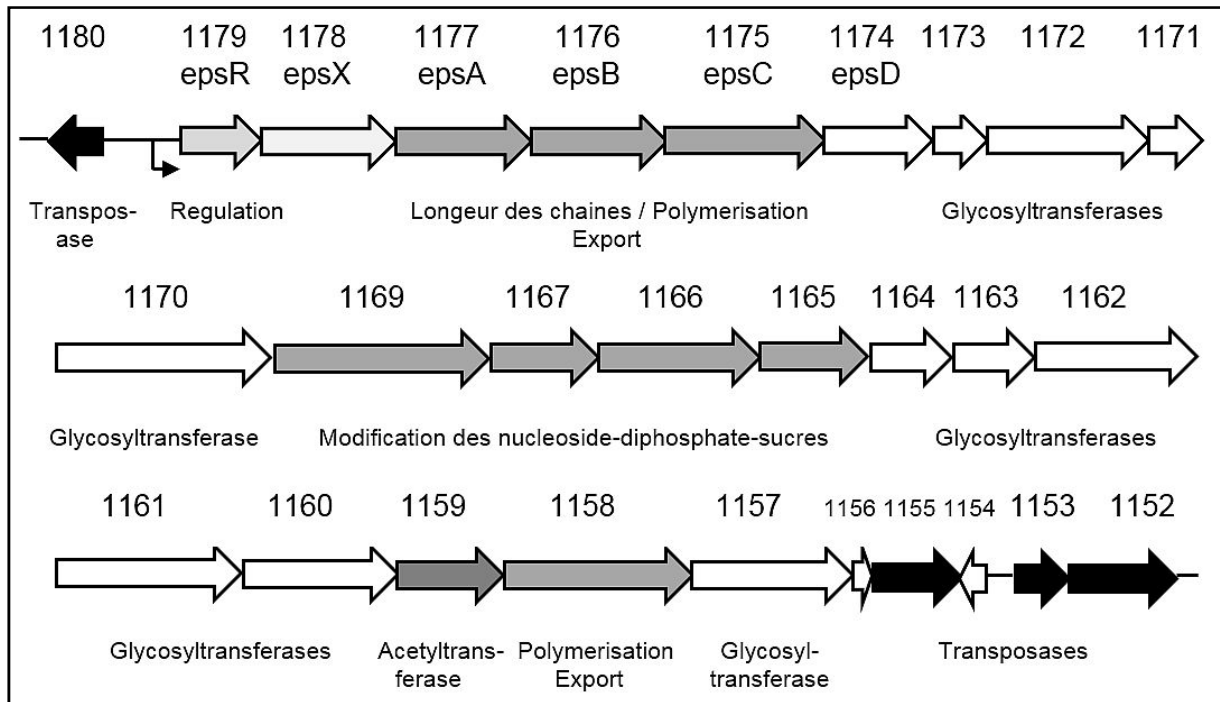 1180 1179 1178 1177 1176 1175 1174 1173 1172 1171
epsR epsX epsA epsB epsC epsD
Transpos- Regulation Longeur des chaines / Polymerisation Glycosyltransferases
ase Export
1170 1169 1167 1166 1165 1164 1163 1162
Glycosyltransferase Modification des nucleoside-diphosphate-sucres Glycosyltransferases
1161 1160 1159 1158 1157 1156 1155 1154 1153 1152
Glycosyltransferases Acetyltrans- Polymerisation Glycosyl- Transposases
ferase Export transferase